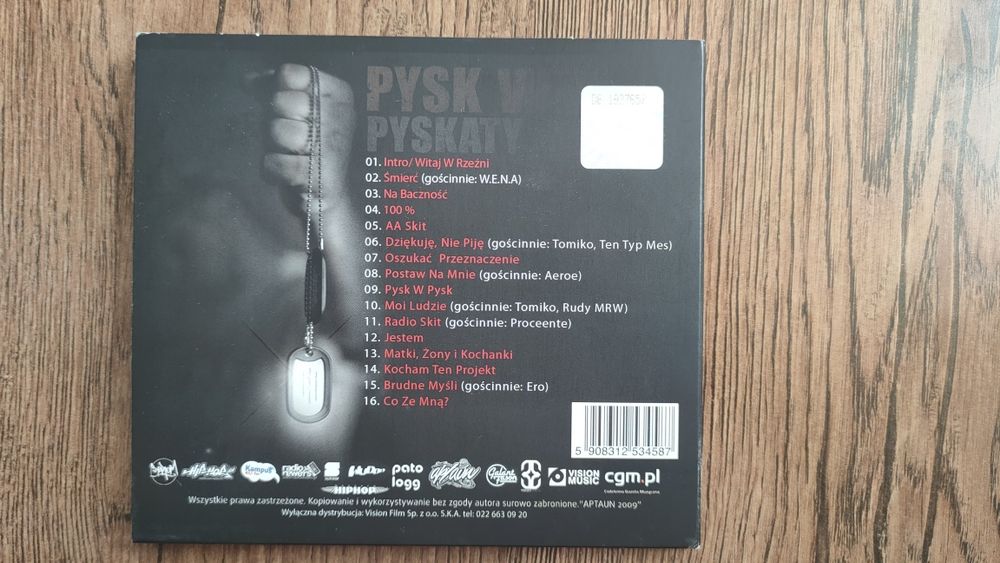 PYSK W
PYSKATY
DE 1837657
01. Intro/ Witaj W Rzeźni
02. Śmierć (gościnnie: W.E.N.A)
03. Na Baczność
04. 100 %
05. AA Skit
06. Dziękuję, Nie Piję (gościnnie: Tomiko, Ten Typ Mes)
07. Oszukać Przeznaczenie
08. Postaw Na Mnie (gościnnie: Aeroe)
09. Pysk W Pysk
10. Moi Ludzie (gościnnie: Tomiko, Rudy MRW)
11. Radio Skit (gościnnie: Proceente)
12. Jestem
13. Matki, Żony i Kochanki
14. Kocham Ten Projekt
15. Brudne Myśli (gościnnie: Ero)
16. Co Ze Mną?
5 908312 534587
HIPHOP pato logg VISION MUSIC cgm.pl
Wszystkie prawa zastrzeżone. Kopiowanie i wykorzystywanie bez zgody autora surowo zabronione."APTAUN 2009"
Wyłączna dystrybucja: Vision Film Sp. z o.o. S.K.A. tel: 022 663 09 20